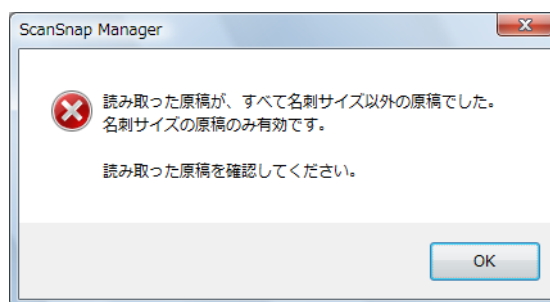 ScanSnap Manager
読み取った原稿が、すべて名刺サイズ以外の原稿でした。
名刺サイズの原稿のみ有効です。
読み取った原稿を確認してください。
OK